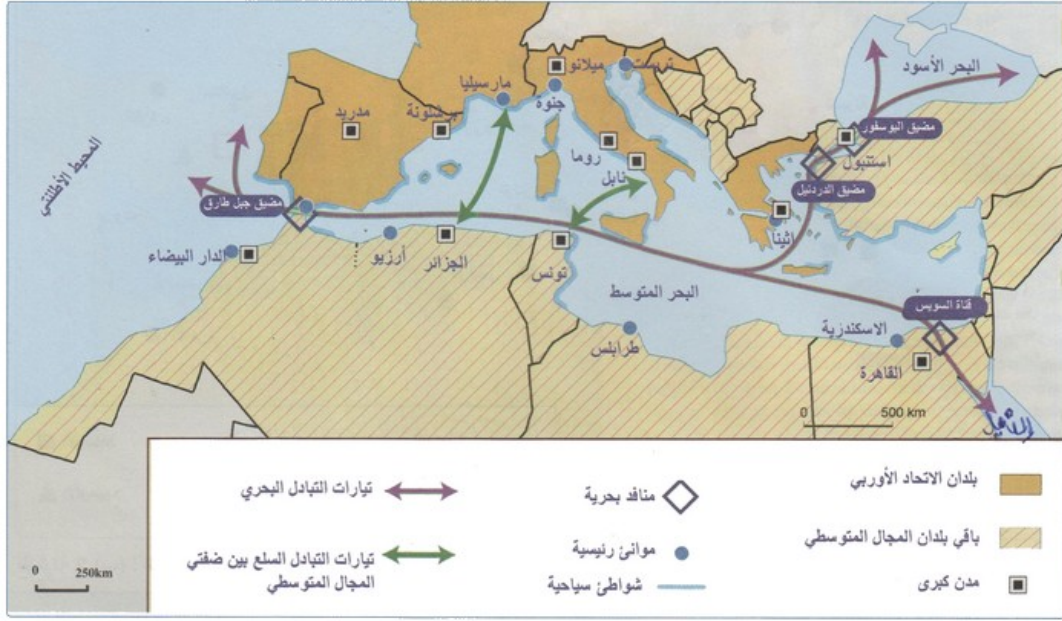 البحر الأسود
تريست
ميلانو
مارسيليا
جنوة
برشلونة
مدريد
مضيق البوسفور
استنبول
روما
نابل
مضيق الدردنيل
المحيط الأطلنتي
مضيق جبل طارق
اثينا
الدار البيضاء
أرزيو
الجزائر
تونس
البحر المتوسط
قناة السويس
طرابلس
الاسكندرية
القاهرة
0 500 km
بلدان الاتحاد الأوربي
منافد بحرية
تيارات التبادل البحري
باقي بلدان المجال المتوسطي
موانئ رئيسية
تيارات التبادل السلع بين ضفتي
المجال المتوسطي
مدن كبرى
شواطئ سياحية
0 250km